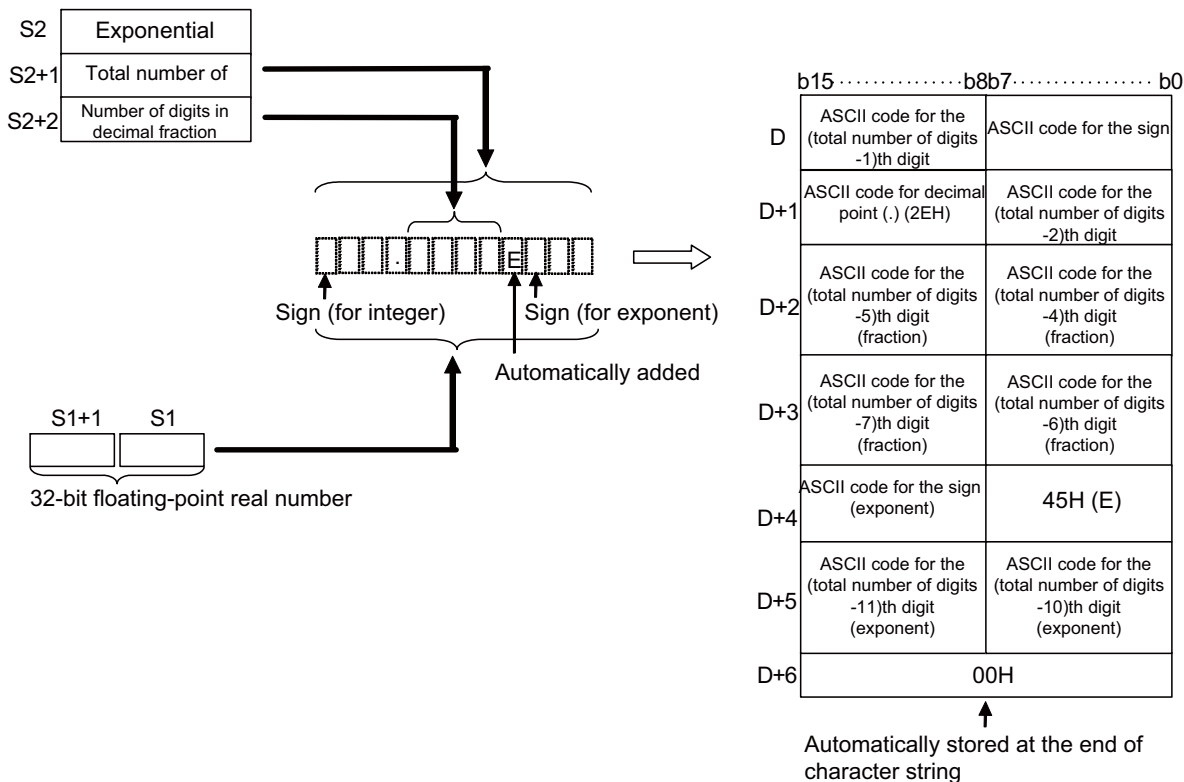 S2
Exponential
S2+1
Total number of
S2+2
Number of digits in
decimal fraction
. E
Sign (for integer)
Sign (for exponent)
Automatically added
S1+1 S1
32-bit floating-point real number
b15············ b8b7··················· b0
D
ASCII code for the
(total number of digits
-1)th digit
ASCII code for the sign
D+1
ASCII code for decimal
point (.) (2EH)
ASCII code for the
(total number of digits
-2)th digit
D+2
ASCII code for the
(total number of digits
-5)th digit
(fraction)
ASCII code for the
(total number of digits
-4)th digit
(fraction)
D+3
ASCII code for the
(total number of digits
-7)th digit
(fraction)
ASCII code for the
(total number of digits
-6)th digit
(fraction)
D+4
ASCII code for the sign
(exponent)
45H (E)
D+5
ASCII code for the
(total number of digits
-11)th digit
(exponent)
ASCII code for the
(total number of digits
-10)th digit
(exponent)
D+6
00H
Automatically stored at the end of
character string